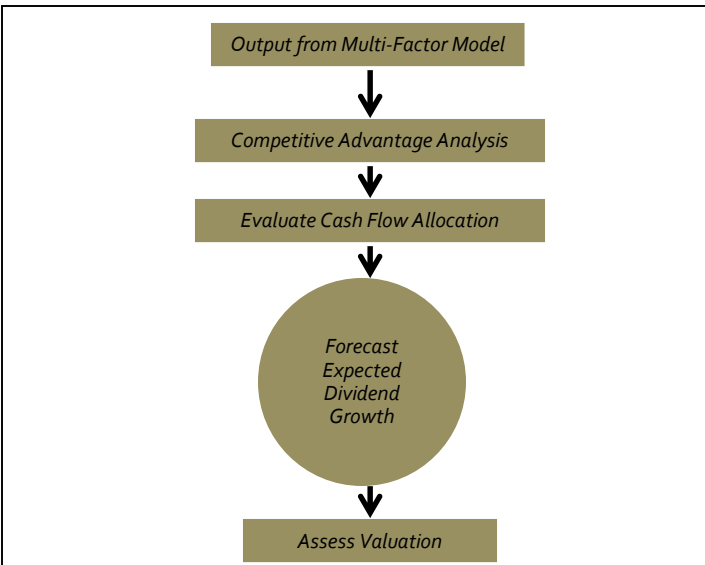 Output from Multi-Factor Model
Competitive Advantage Analysis
Evaluate Cash Flow Allocation
Forecast
Expected
Dividend
Growth
Assess Valuation